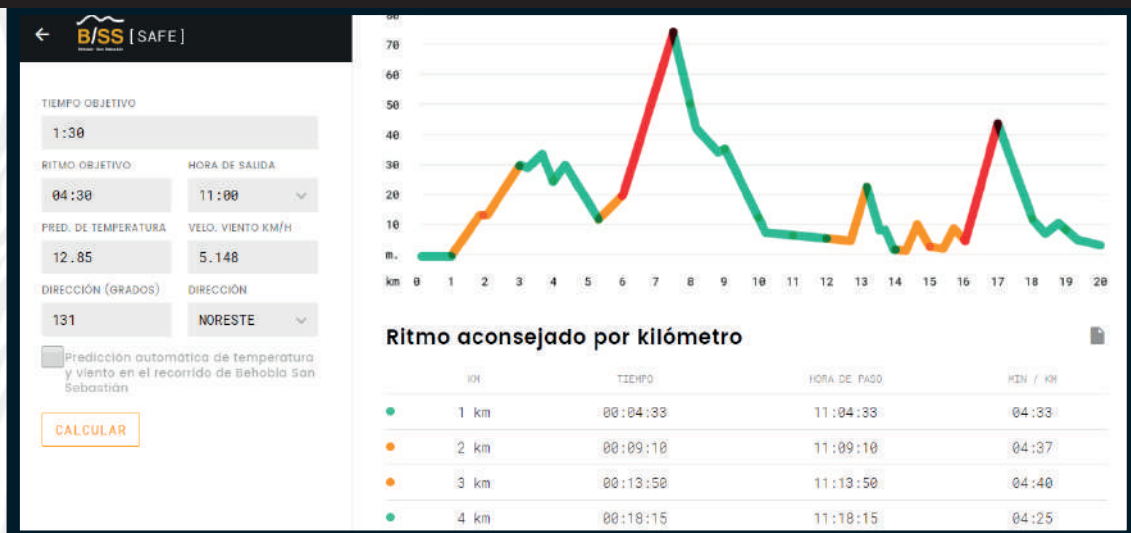 B/SS [SAFE]
Behobia - San Sebastián
TIEMPO OBJETIVO
1:30
RITMO OBJETIVO HORA DE SALIDA
04:30 11:00
PRED. DE TEMPERATURA VELO. VIENTO KM/H
12.85 5.148
DIRECCIÓN (GRADOS) DIRECCIÓN
131 NORESTE
Predicción automática de temperatura
y viento en el recorrido de Behobia San
Sebastián
CALCULAR
80
70
60
50
40
30
20
10
m.
km 0 1 2 3 4 5 6 7 8 9 10 11 12 13 14 15 16 17 18 19 20
Ritmo aconsejado por kilómetro
KM TIEMPO HORA DE PASO MIN / KM
1 km 00:04:33 11:04:33 04:33
2 km 00:09:10 11:09:10 04:37
3 km 00:13:50 11:13:50 04:40
4 km 00:18:15 11:18:15 04:25